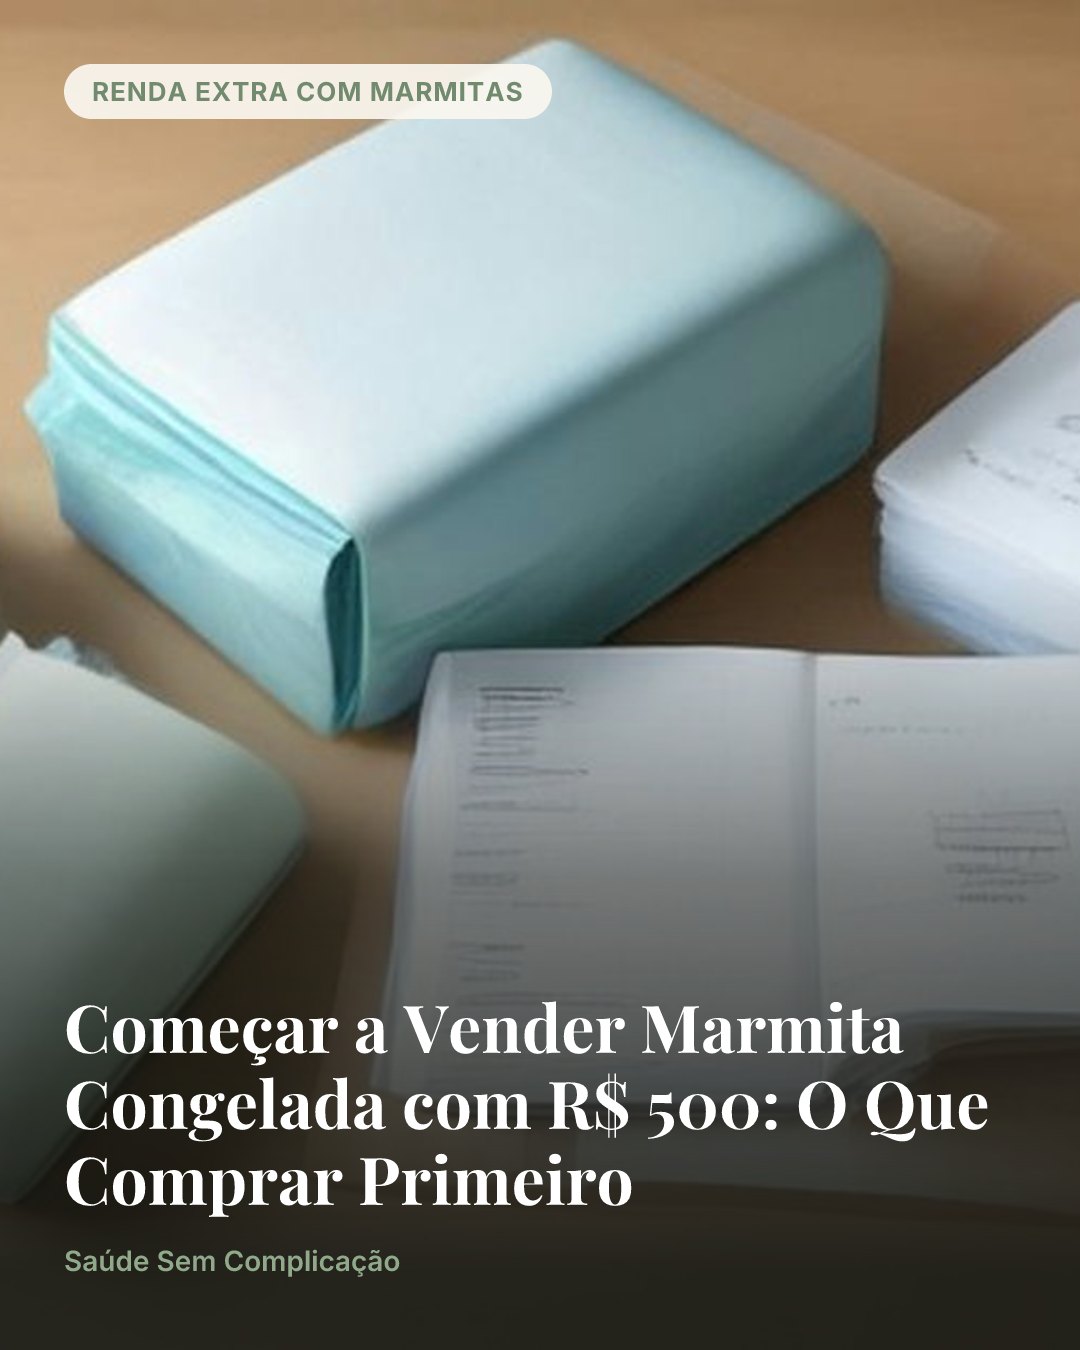 RENDA EXTRA COM MARMITAS
Começar a Vender Marmita
Congelada com R$ 500: O Que
Comprar Primeiro
Saúde Sem Complicação